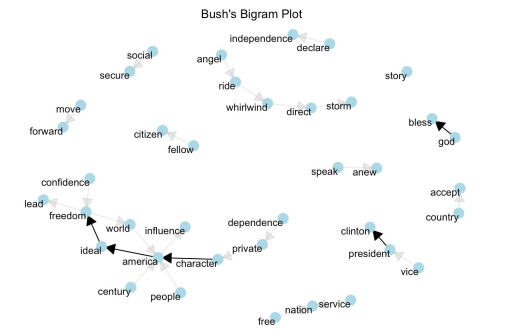 Bush's Bigram Plot
independence
declare
social
angel
secure
story
ride
whirlwind
direct
storm
move
forward
citizen
fellow
bless
god
speak
anew
confidence
accept
lead
freedom
country
world
influence
dependence
clinton
ideal
private
president
america
character
vice
century
people
nation
service
free